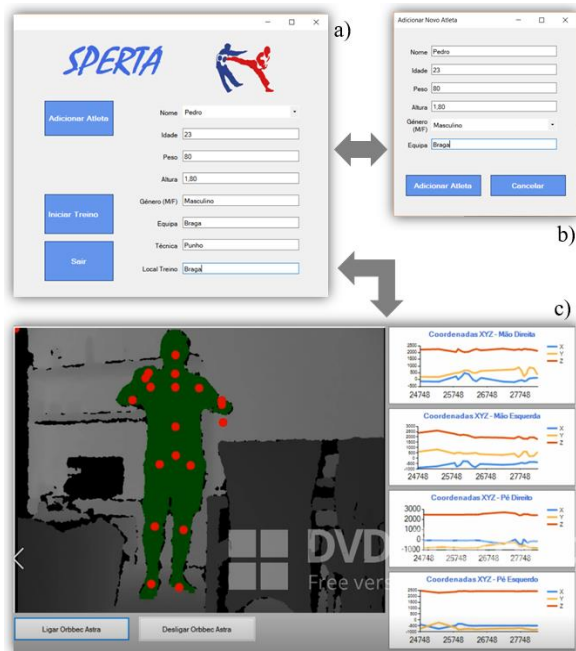 a)
SPERTA
Adicionar Atleta
Iniciar Treino
Sair
Nome Pedro
Idade 23
Peso 80
Altura 1,80
Género (M/F) Masculino
Equipa Braga
Técnica Punho
Local Treino Braga
Adicionar Novo Atleta
Nome Pedro
Idade 23
Peso 80
Altura 1,80
Género (M/F) Masculino
Equipa Braga
Adicionar Atleta Cancelar
b)
c)
DVD
Free vers
Ligar Orbbec Astra Desligar Orbbec Astra
Coordenadas XYZ - Mão Direita
X
Y
Z
24748 25748 26748 27748
Coordenadas XYZ - Mão Esquerda
X
Y
Z
24748 25748 26748 27748
Coordenadas XYZ - Pé Direito
3000
2000
1000
0
-1000
X
Y
Z
24748 25748 26748 27748
Coordenadas XYZ - Pé Esquerdo
X
Y
Z
24748 25748 26748 27748